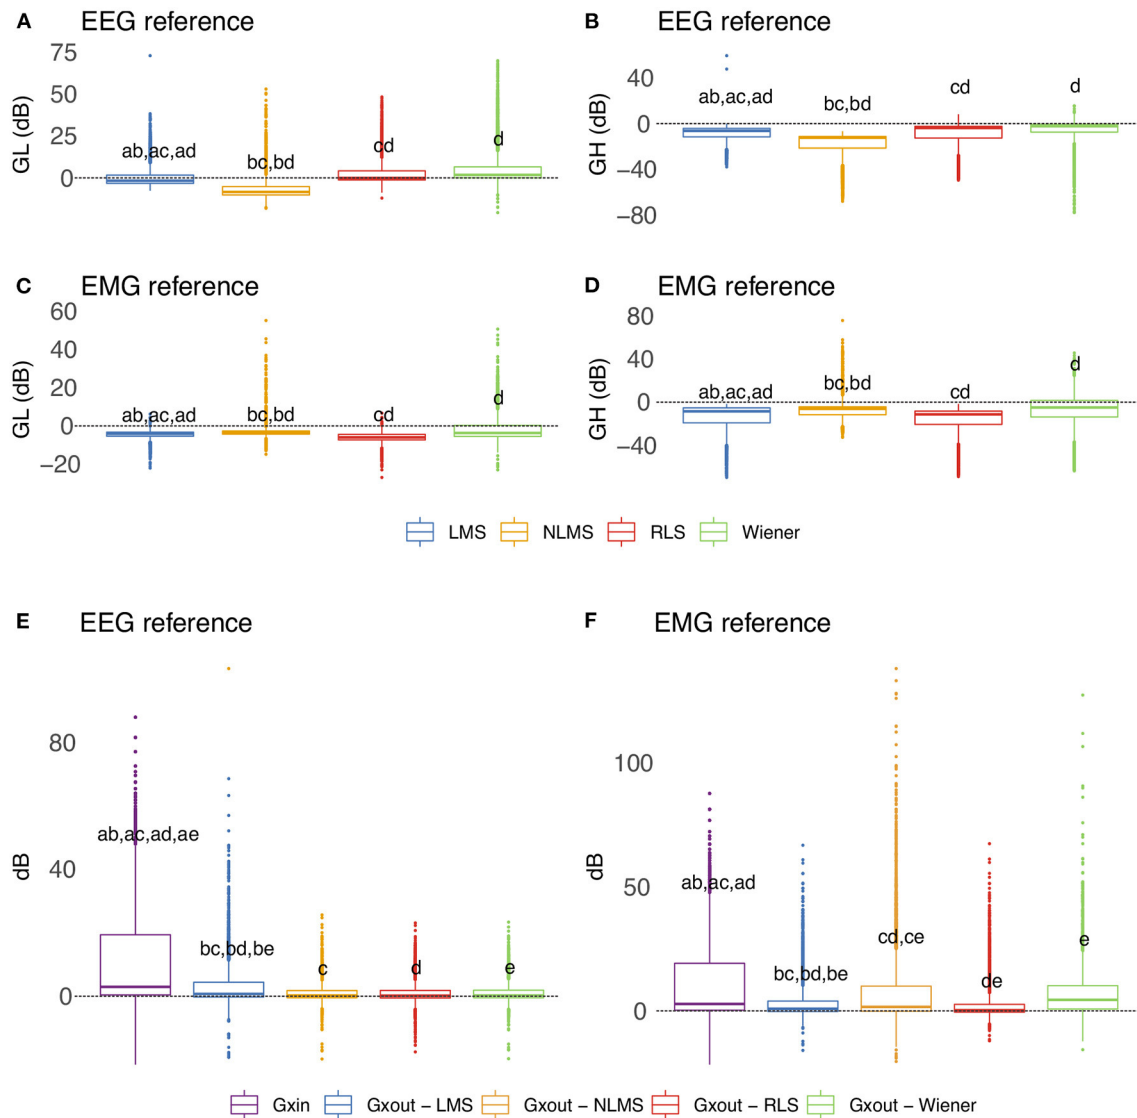 A EEG reference
B EEG reference
75
50
25
0
GL (dB)
ab,ac,ad
bc,bd
cd
d
40
0
−40
−80
GH (dB)
ab,ac,ad
bc,bd
cd
d
C EMG reference
D EMG reference
60
40
20
0
−20
GL (dB)
ab,ac,ad
bc,bd
cd
d
80
40
0
−40
GH (dB)
ab,ac,ad
bc,bd
cd
d
LMS NLMS RLS Wiener
E EEG reference
F EMG reference
80
40
0
dB
ab,ac,ad,ae
bc,bd,be
c
d
e
100
50
0
dB
ab,ac,ad
bc,bd,be
cd,ce
de
e
Gxin Gxout − LMS Gxout − NLMS Gxout − RLS Gxout − Wiener